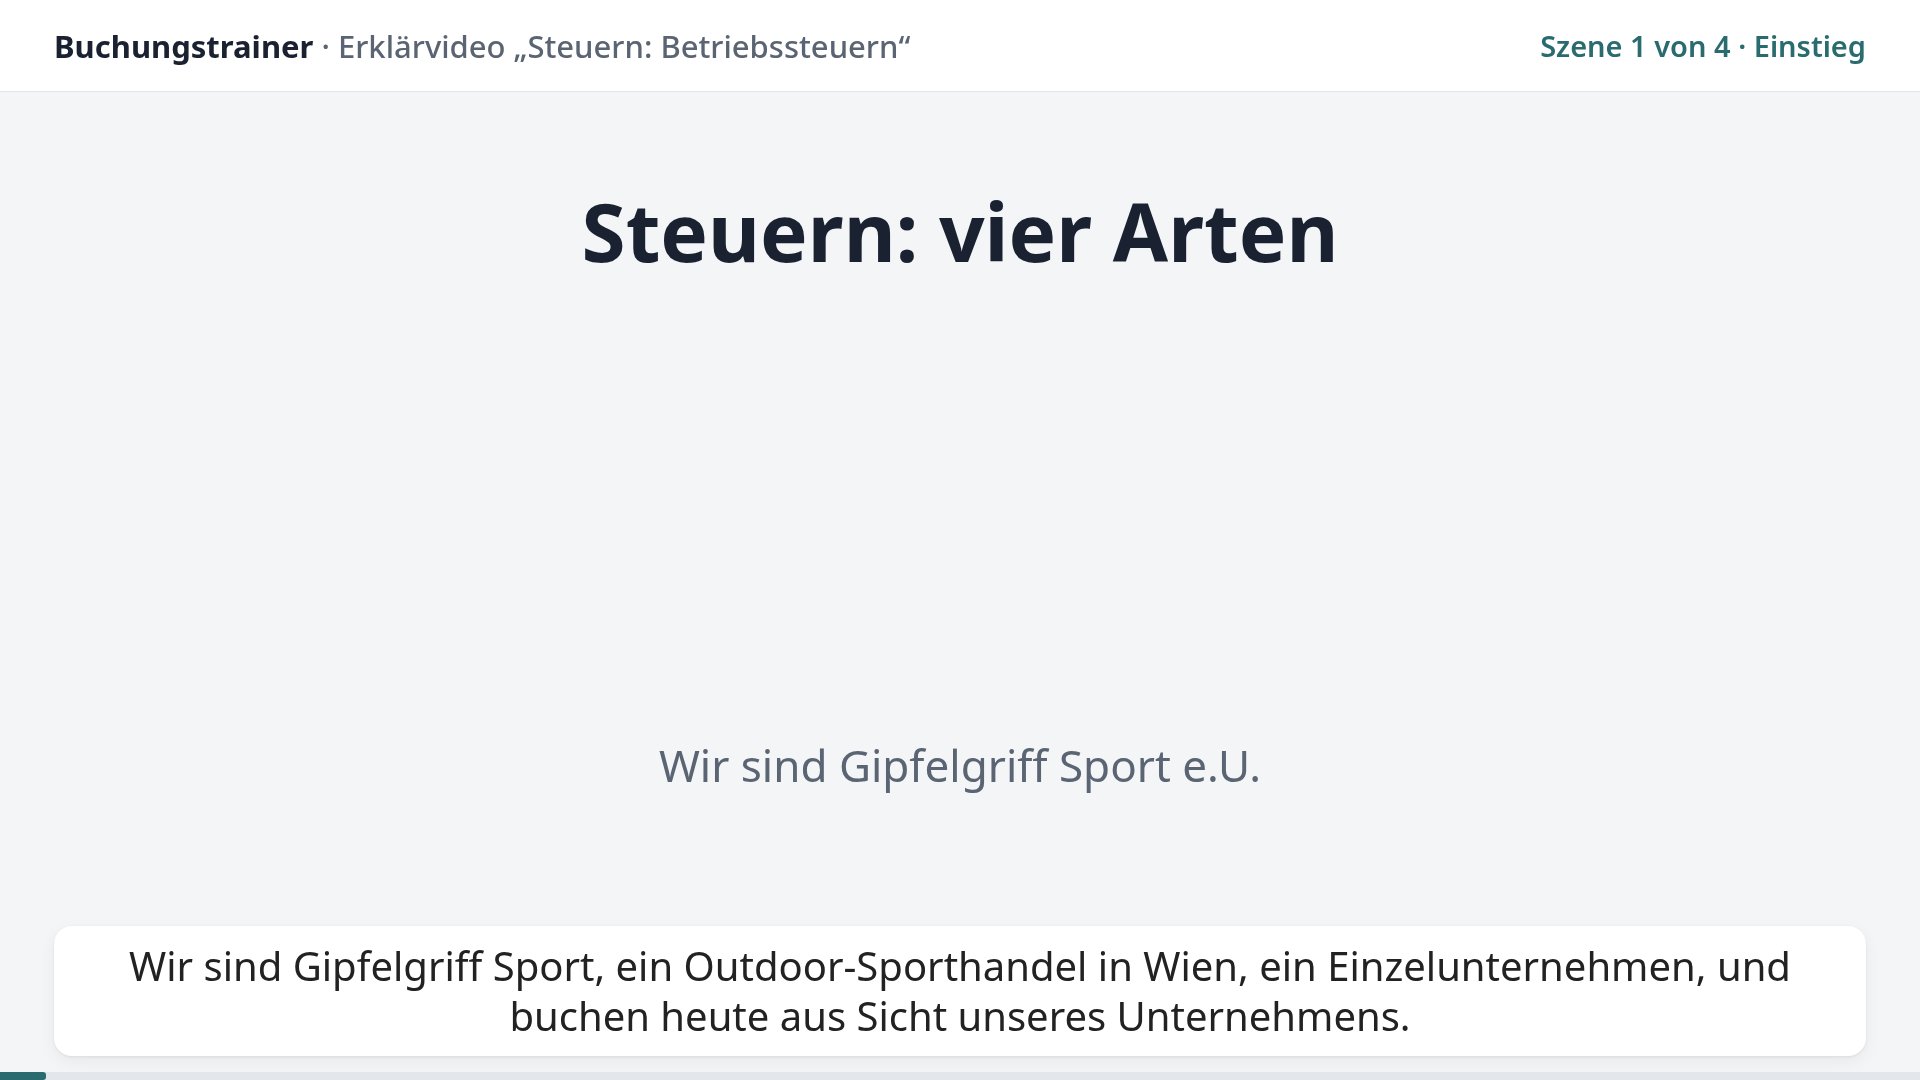 Buchungstrainer · Erklärvideo „Steuern: Betriebssteuern“
Szene 1 von 4 · Einstieg
Steuern: vier Arten
Wir sind Gipfelgriff Sport e.U.
Wir sind Gipfelgriff Sport, ein Outdoor-Sporthandel in Wien, ein Einzelunternehmen, und
buchen heute aus Sicht unseres Unternehmens.